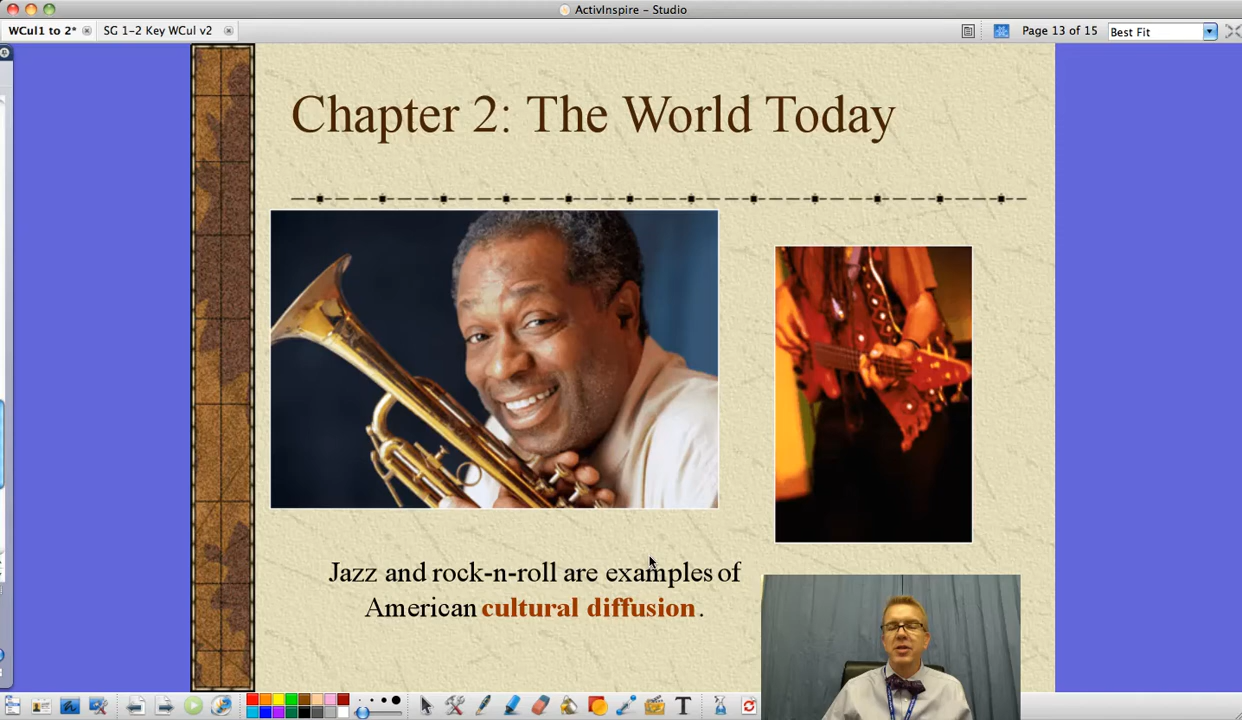 ActivInspire - Studio
WCul1 to 2*
SG 1-2 Key WCul v2
Page 13 of 15
Best Fit
Chapter 2: The World Today
Jazz and rock-n-roll are examples of
American cultural diffusion.
T